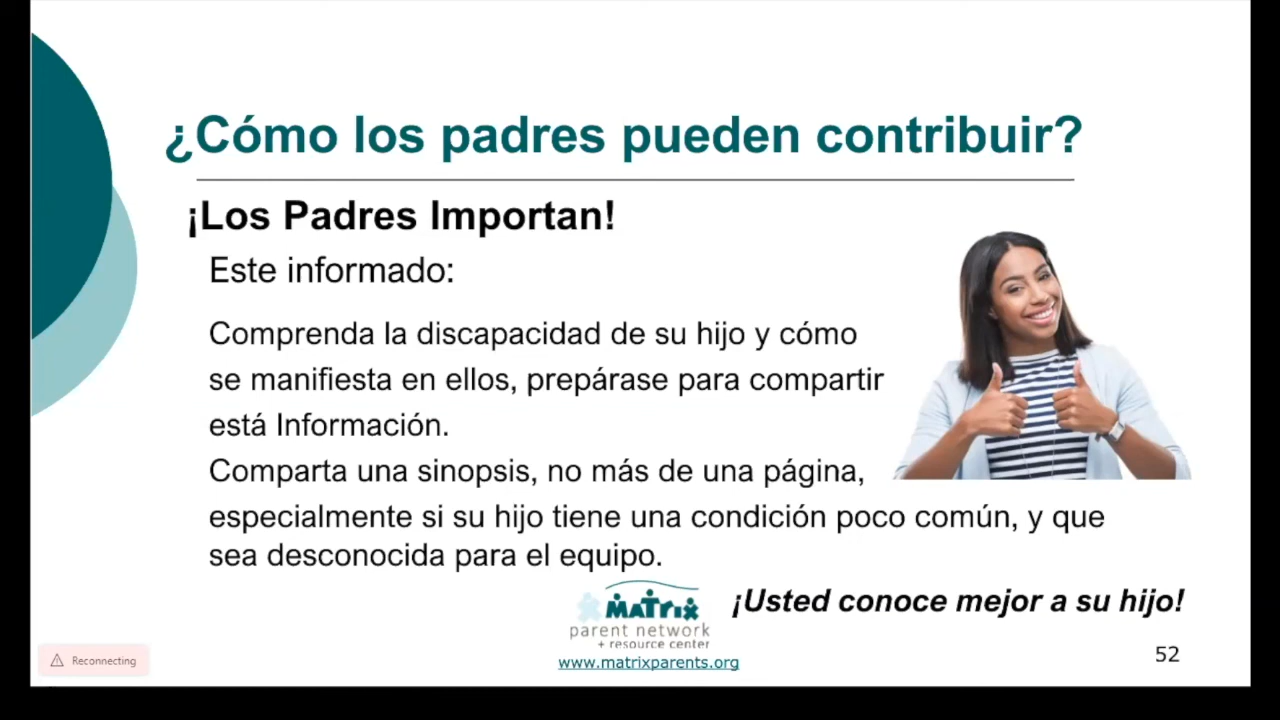 ¿Cómo los padres pueden contribuir?
¡Los Padres Importan!
Este informado:
Comprenda la discapacidad de su hijo y cómo
se manifiesta en ellos, prepárase para compartir
está Información.
Comparta una sinopsis, no más de una página,
especialmente si su hijo tiene una condición poco común, y que
sea desconocida para el equipo.
¡Usted conoce mejor a su hijo!
MATRIX
parent network
+ resource center
www.matrixparents.org
52
Reconnecting